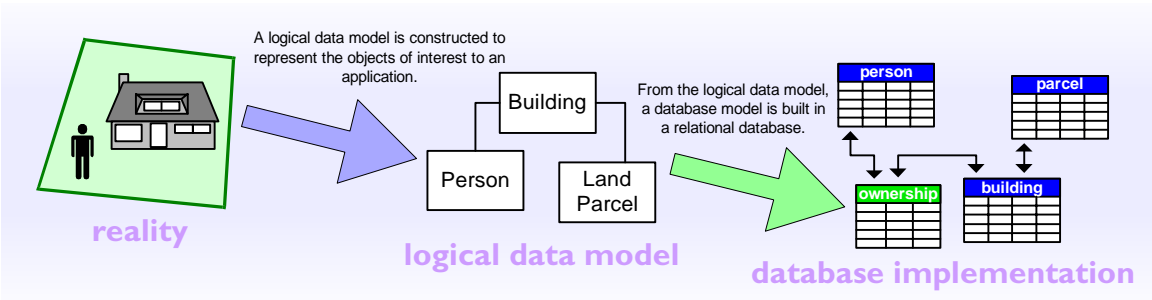 A logical data model is constructed to
represent the objects of interest to an
application.
Building
Person
Land
Parcel
From the logical data model,
a database model is built in
a relational database.
person
parcel
ownership
building
reality
logical data model
database implementation